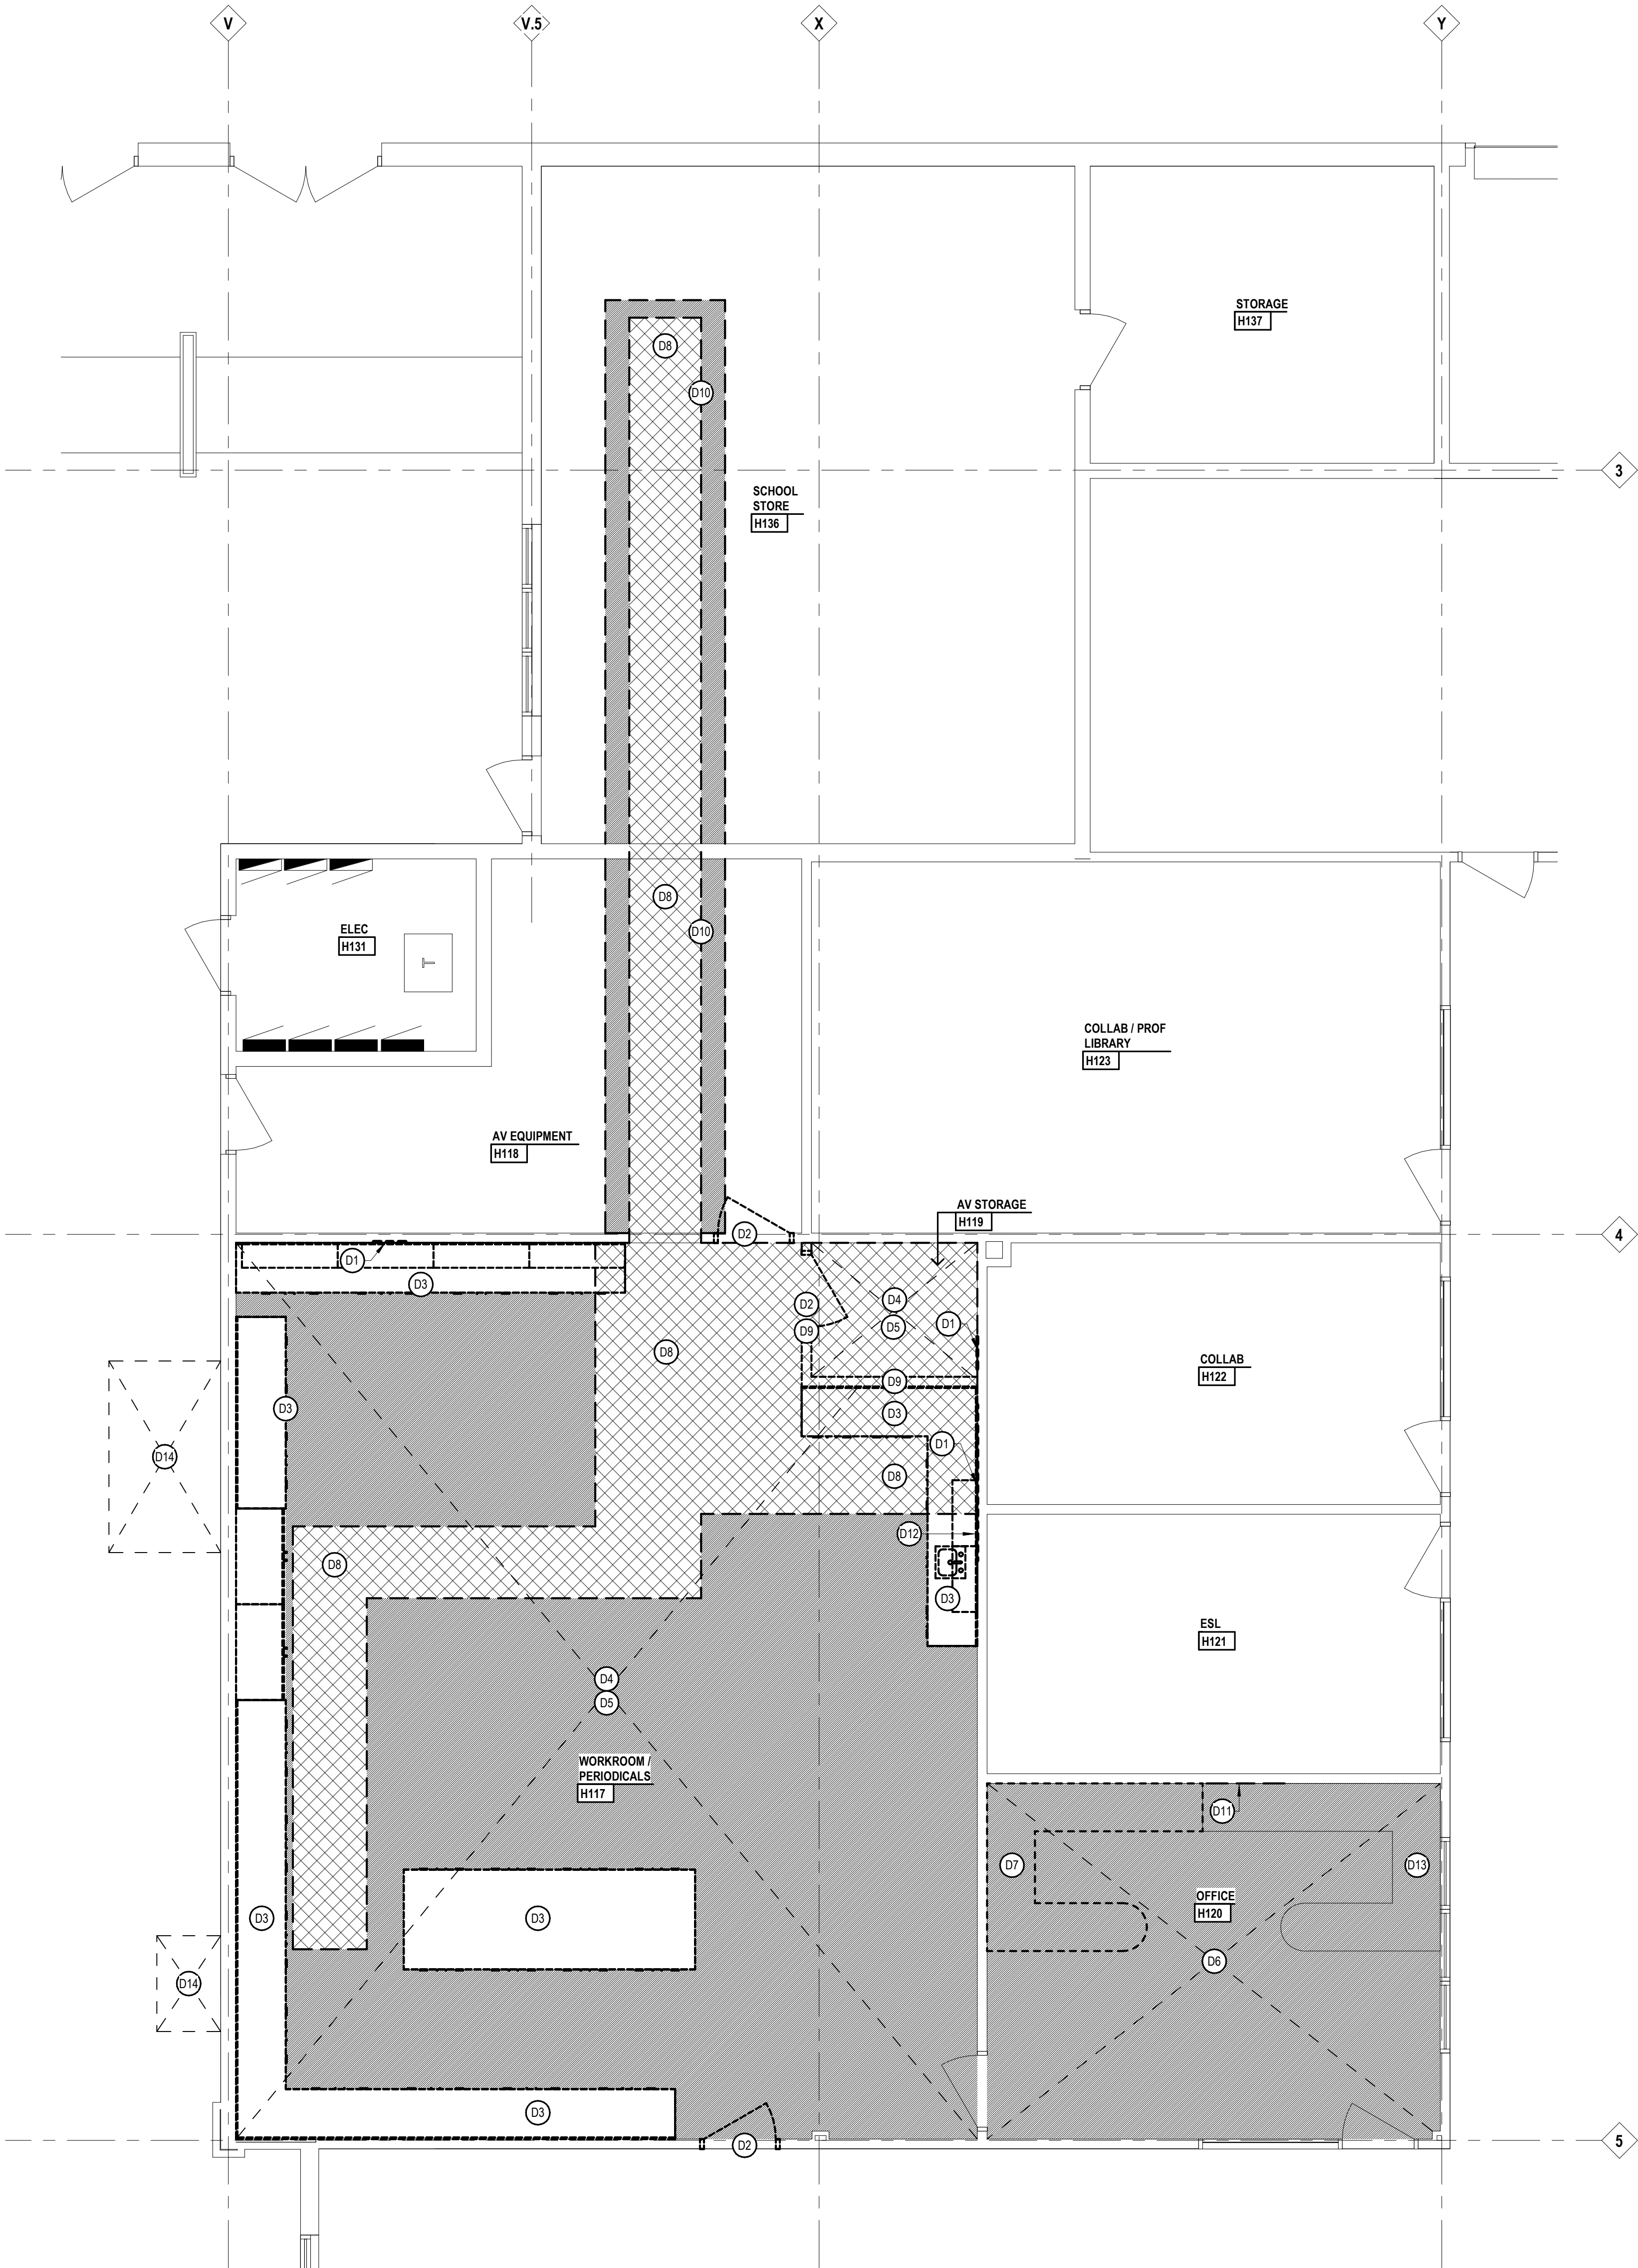 V
V.5
X
Y
STORAGE
H137
D8
D10
3
SCHOOL
STORE
H136
D8
D10
ELEC
H131
T
COLLAB / PROF
LIBRARY
H123
AV EQUIPMENT
H118
AV STORAGE
H119
D2
4
D1
D3
D2
D9
D4
D5
D1
D8
COLLAB
H122
D9
D3
D3
D1
D14
D8
D12
D8
D3
ESL
H121
D4
D5
WORKROOM /
PERIODICALS
H117
D11
D7
D13
OFFICE
H120
D3
D3
D6
D14
D3
D2
5